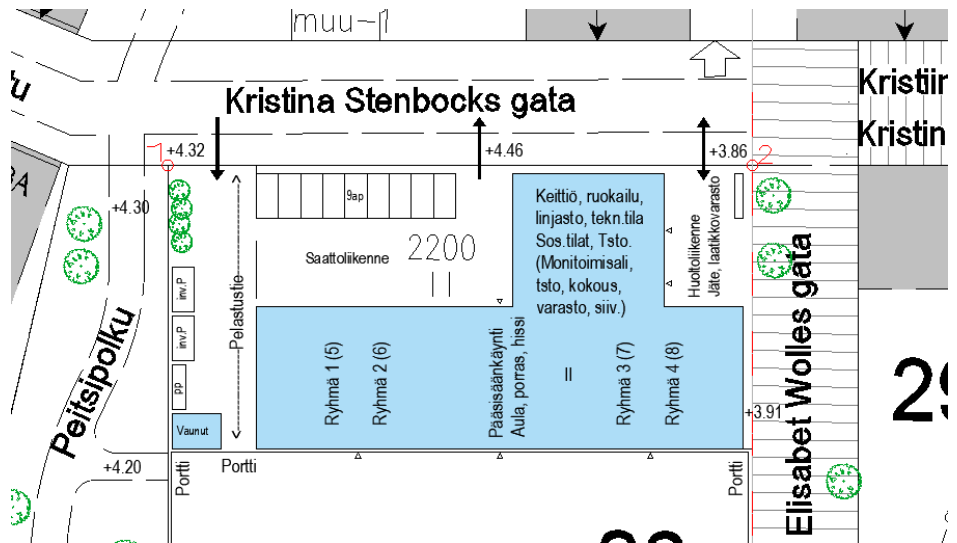 muu-1
Kristina Stenbocks gata
Kristiin
Kristin
1
+4.32
+4.46
+3.86
2
+4.30
9ap
Keittiö, ruokailu,
linjasto, tekn.tila
Sos.tilat, Tsto.
(Monitoimisali,
tsto, kokous,
varasto, siiv.)
Huoltoliikenne
Jäte, laatikkovarasto
Saattoliikenne
2200
II
inv.P
inv.P
PP
Vaunut
Pelastustie
Peitsipolku
Ryhmä 1 (5)
Ryhmä 2 (6)
Pääsisäänkäynti
Aula, porras, hissi
II
Ryhmä 3 (7)
Ryhmä 4 (8)
+3.91
Elisabet Wolles gata
+4.20
Portti
Portti
Portti